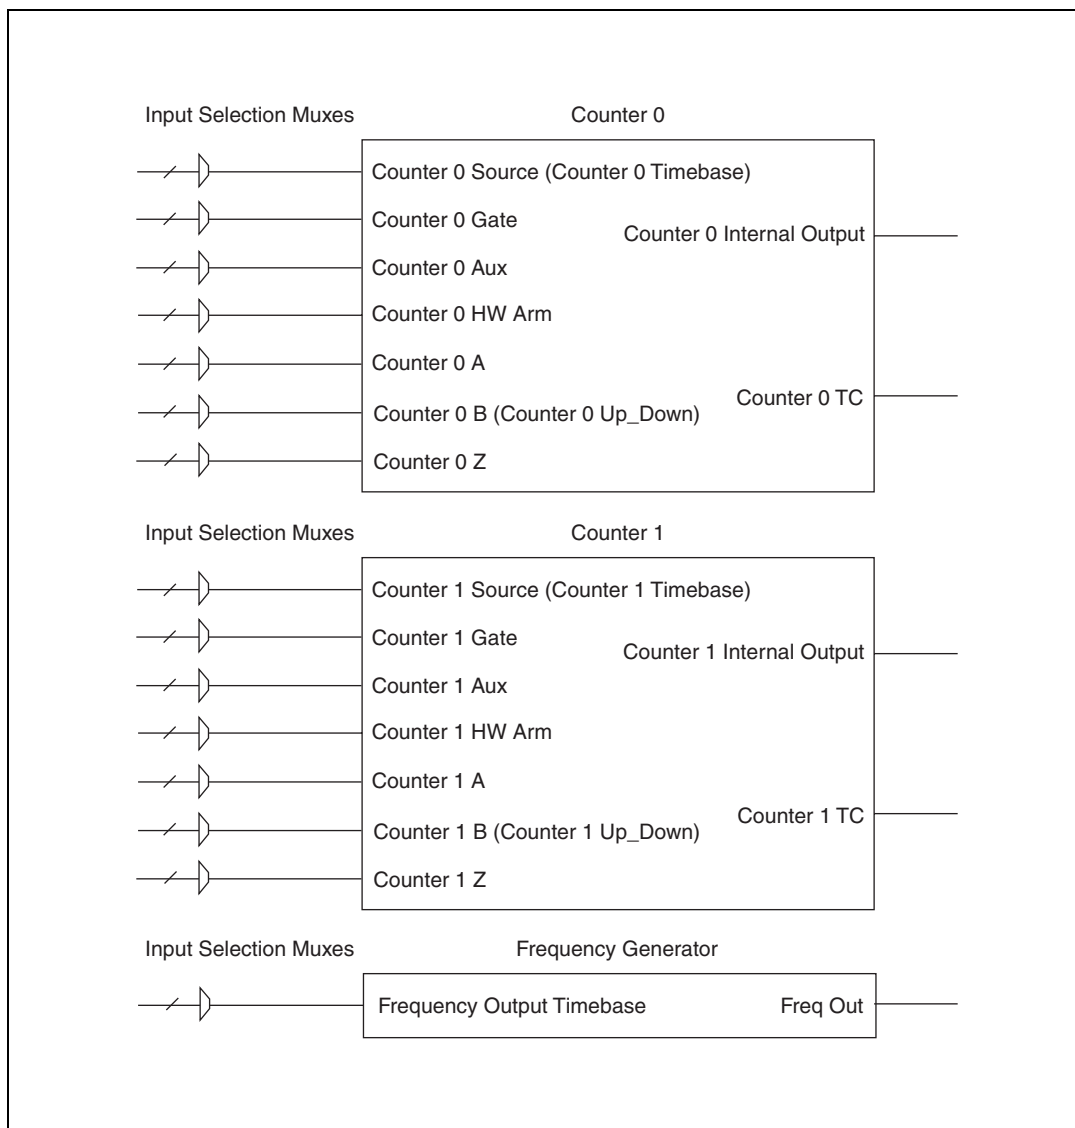 Input Selection Muxes
Counter 0
Counter 0 Source (Counter 0 Timebase)
Counter 0 Gate
Counter 0 Internal Output
Counter 0 Aux
Counter 0 HW Arm
Counter 0 A
Counter 0 TC
Counter 0 B (Counter 0 Up_Down)
Counter 0 Z
Input Selection Muxes
Counter 1
Counter 1 Source (Counter 1 Timebase)
Counter 1 Gate
Counter 1 Internal Output
Counter 1 Aux
Counter 1 HW Arm
Counter 1 A
Counter 1 TC
Counter 1 B (Counter 1 Up_Down)
Counter 1 Z
Input Selection Muxes
Frequency Generator
Frequency Output Timebase
Freq Out